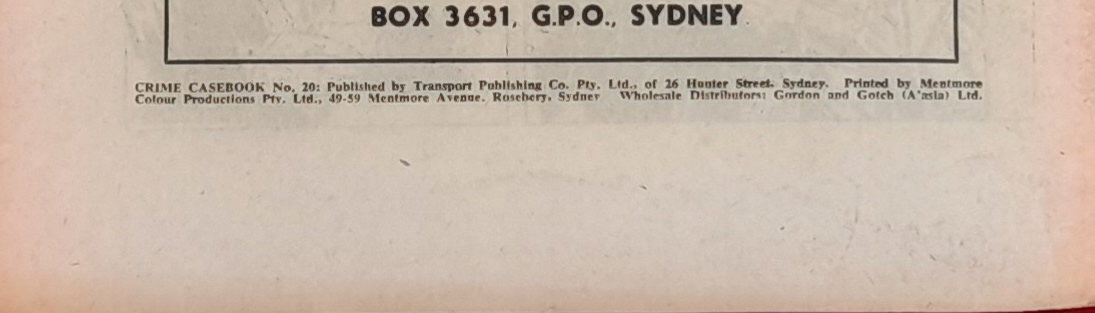 BOX 3631, G.P.O., SYDNEY
CRIME CASEBOOK No. 20: Published by Transport Publishing Co. Pty. Ltd., of 26 Hunter Street, Sydney. Printed by Mentmore
Colour Productions Pty. Ltd., 49-59 Mentmore Avenue, Rosebery, Sydney Wholesale Distributors: Gordon and Gotch (A'asia) Ltd.